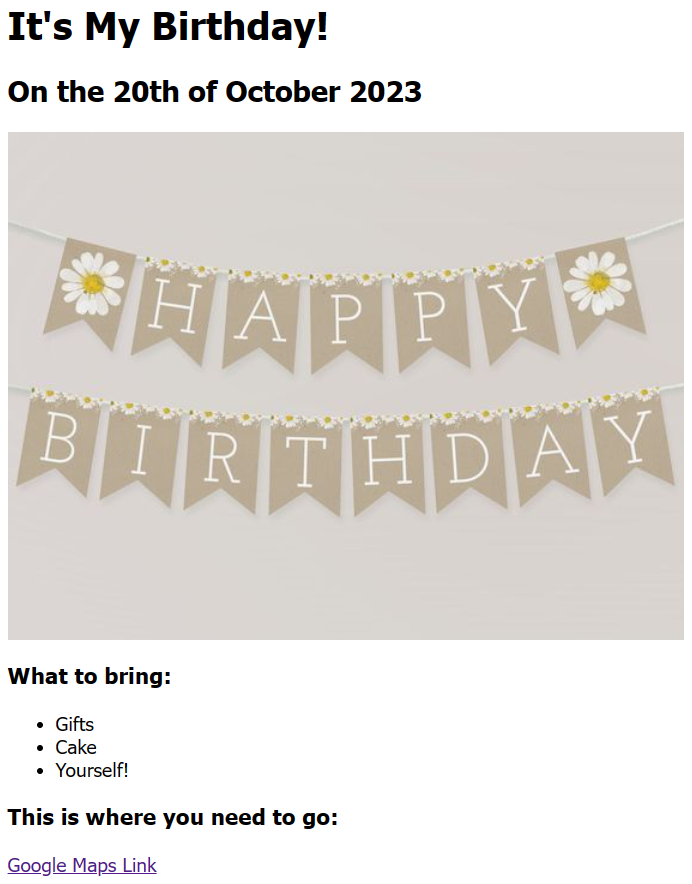 It's My Birthday!
On the 20th of October 2023
HAPPY
BIRTHDAY
What to bring:
Gifts
Cake
Yourself!
This is where you need to go:
Google Maps Link